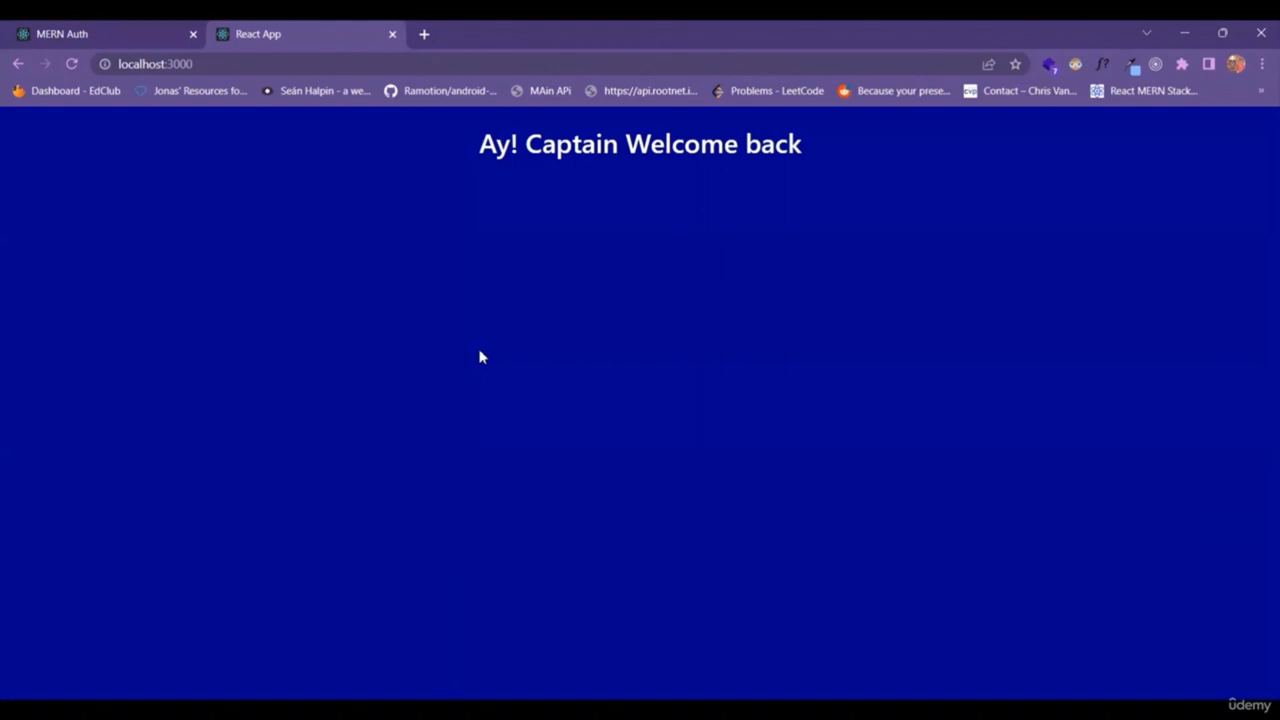 MERN Auth
React App
localhost:3000
Dashboard - EdClub
Jonas' Resources fo...
Seán Halpin - a we...
Ramotion/android-...
MAin APi
https://api.rootnet.i...
Problems - LeetCode
Because your prese...
cvp
Contact – Chris Van...
React MERN Stack...
Ay! Captain Welcome back
ûdemy